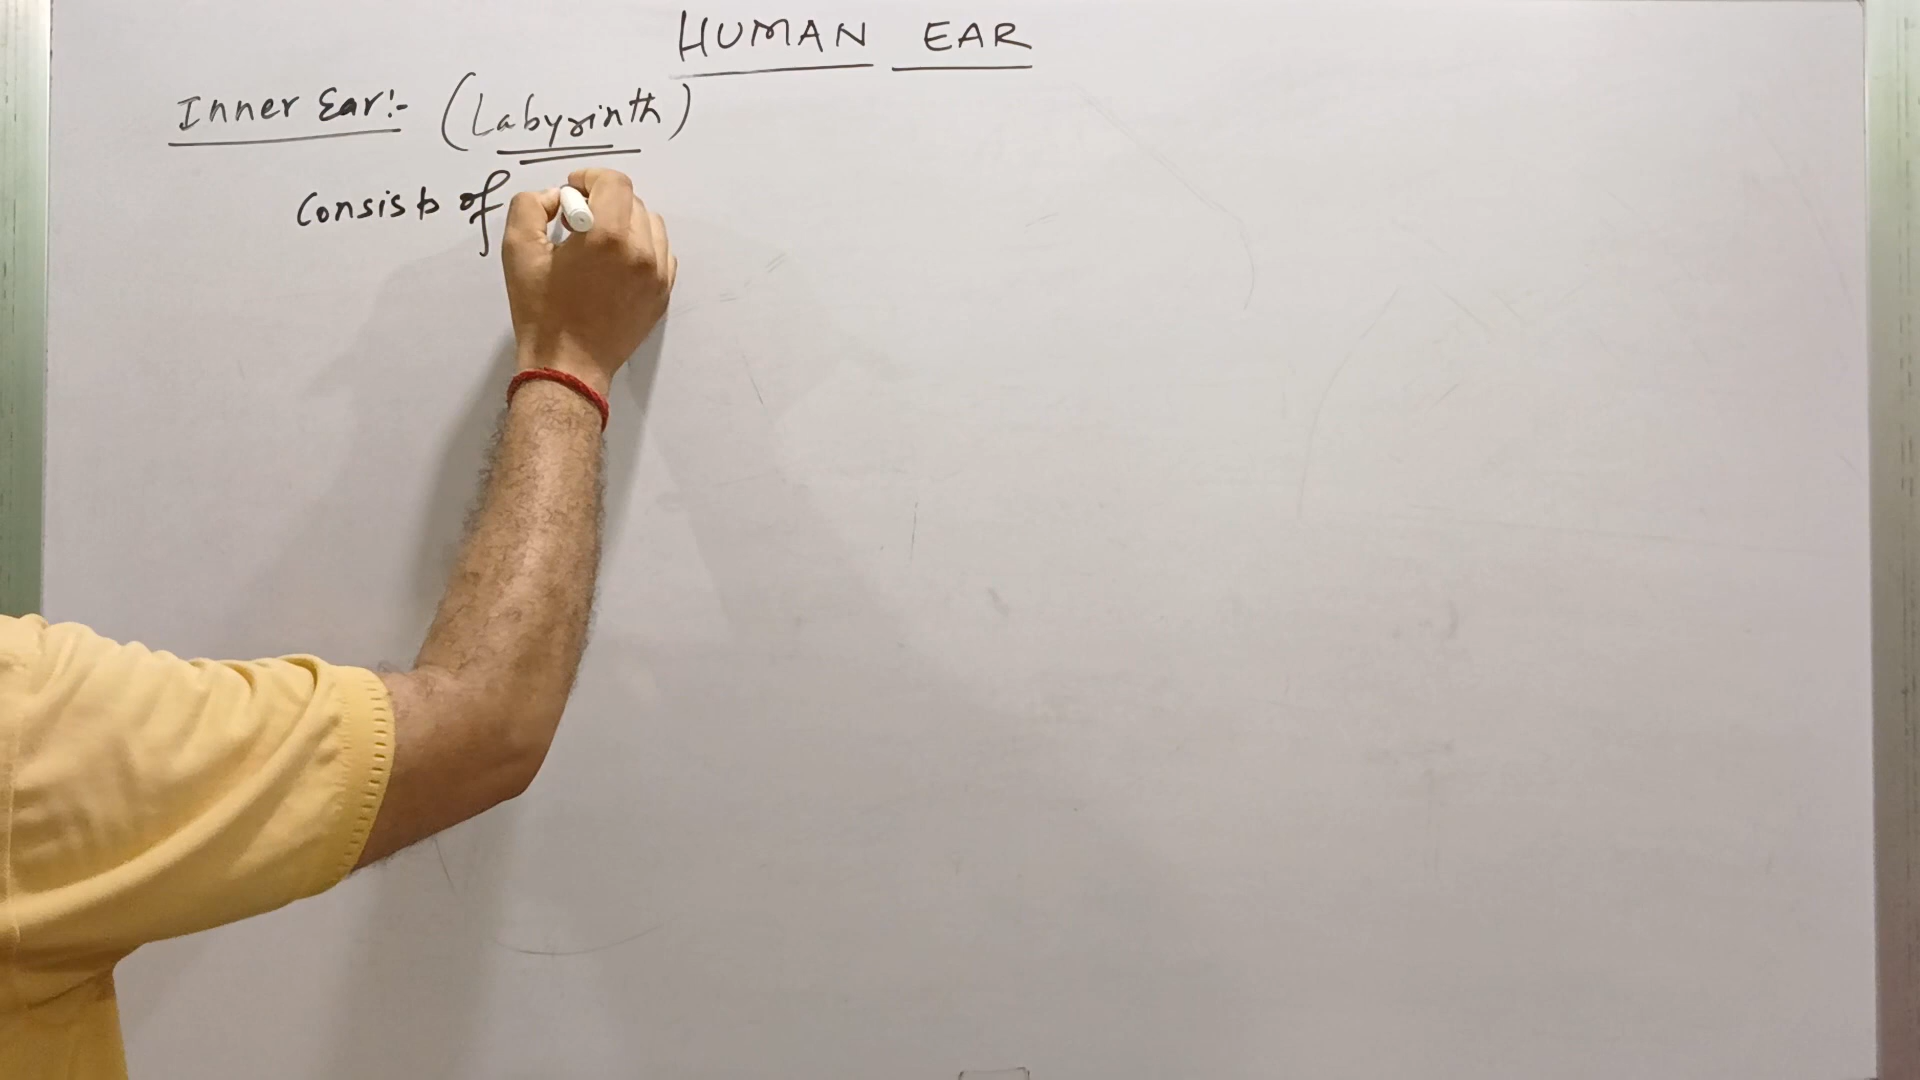 HUMAN EAR
Inner Ear:- (Labyrinth)
Consists of